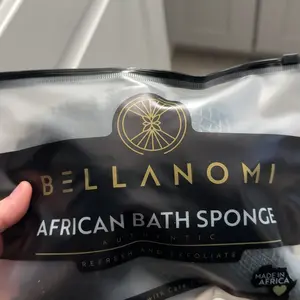 BELLANOMI
AFRICAN BATH SPONGE
AUTHENTIC
REFRESH AND EXFOLIATE
MADE IN
AFRICA